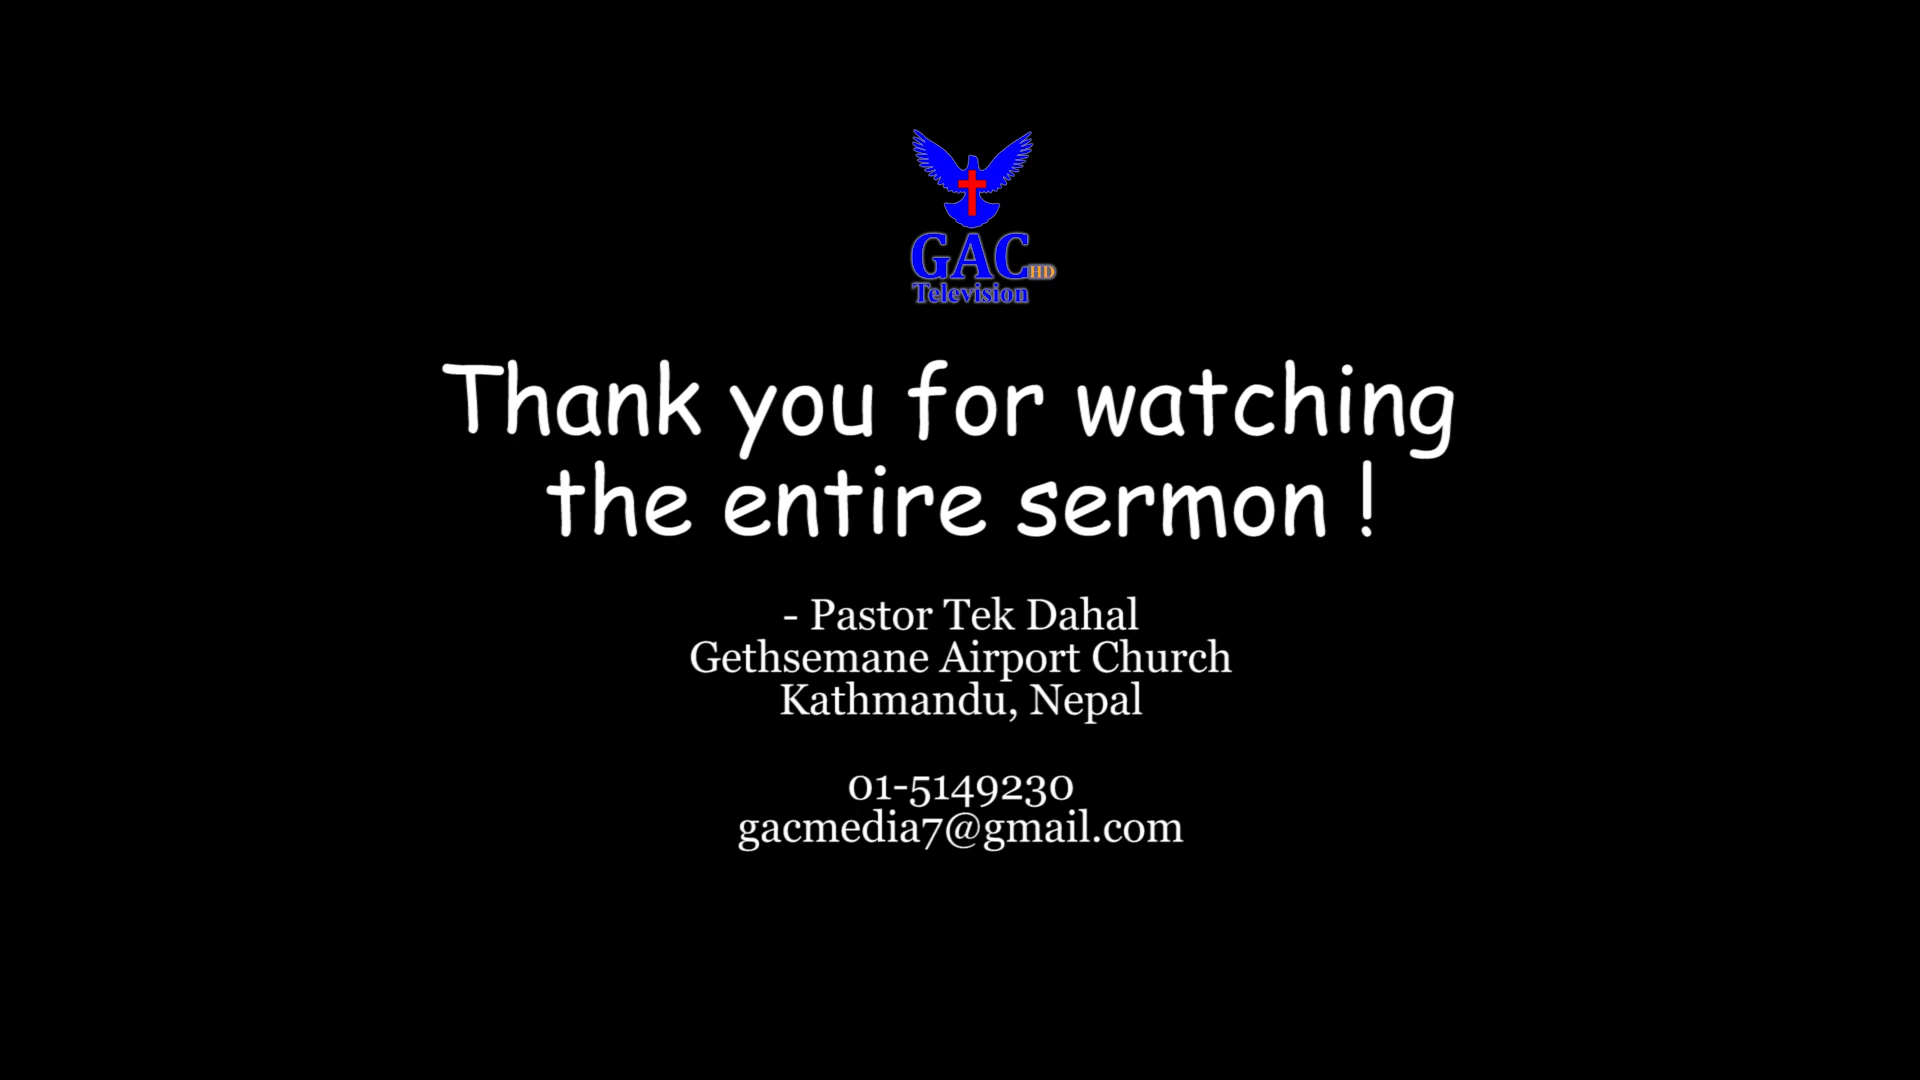 GAC HD
Television
Thank you for watching
the entire sermon !
- Pastor Tek Dahal
Gethsemane Airport Church
Kathmandu, Nepal
01-5149230
gacmedia7@gmail.com